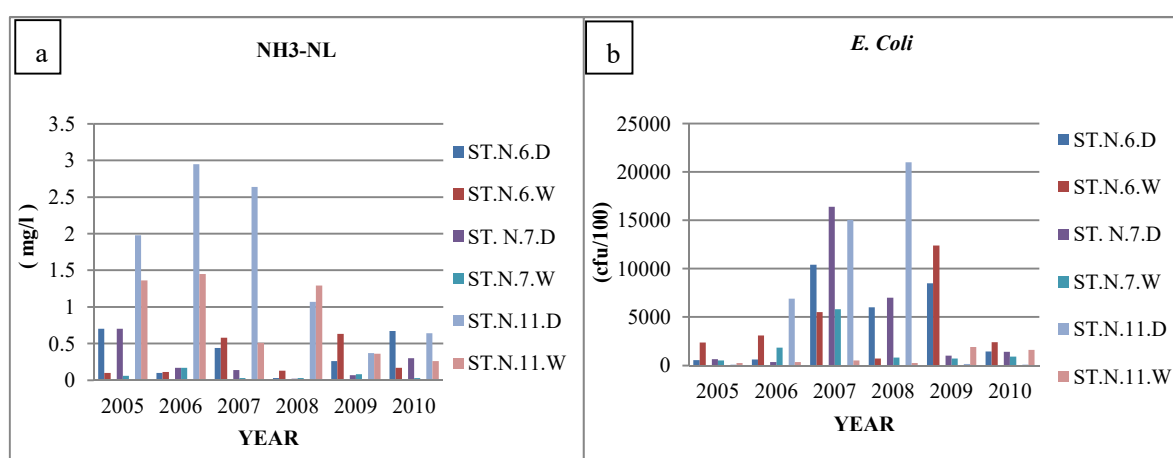 a
NH3-NL
3.5
3
2.5
2
1.5
1
0.5
0
( mg/l )
2005 2006 2007 2008 2009 2010
YEAR
ST.N.6.D
ST.N.6.W
ST. N.7.D
ST.N.7.W
ST.N.11.D
ST.N.11.W
b
E. Coli
25000
20000
15000
10000
5000
0
(cfu/100)
2005 2006 2007 2008 2009 2010
YEAR
ST.N.6.D
ST.N.6.W
ST. N.7.D
ST.N.7.W
ST.N.11.D
ST.N.11.W